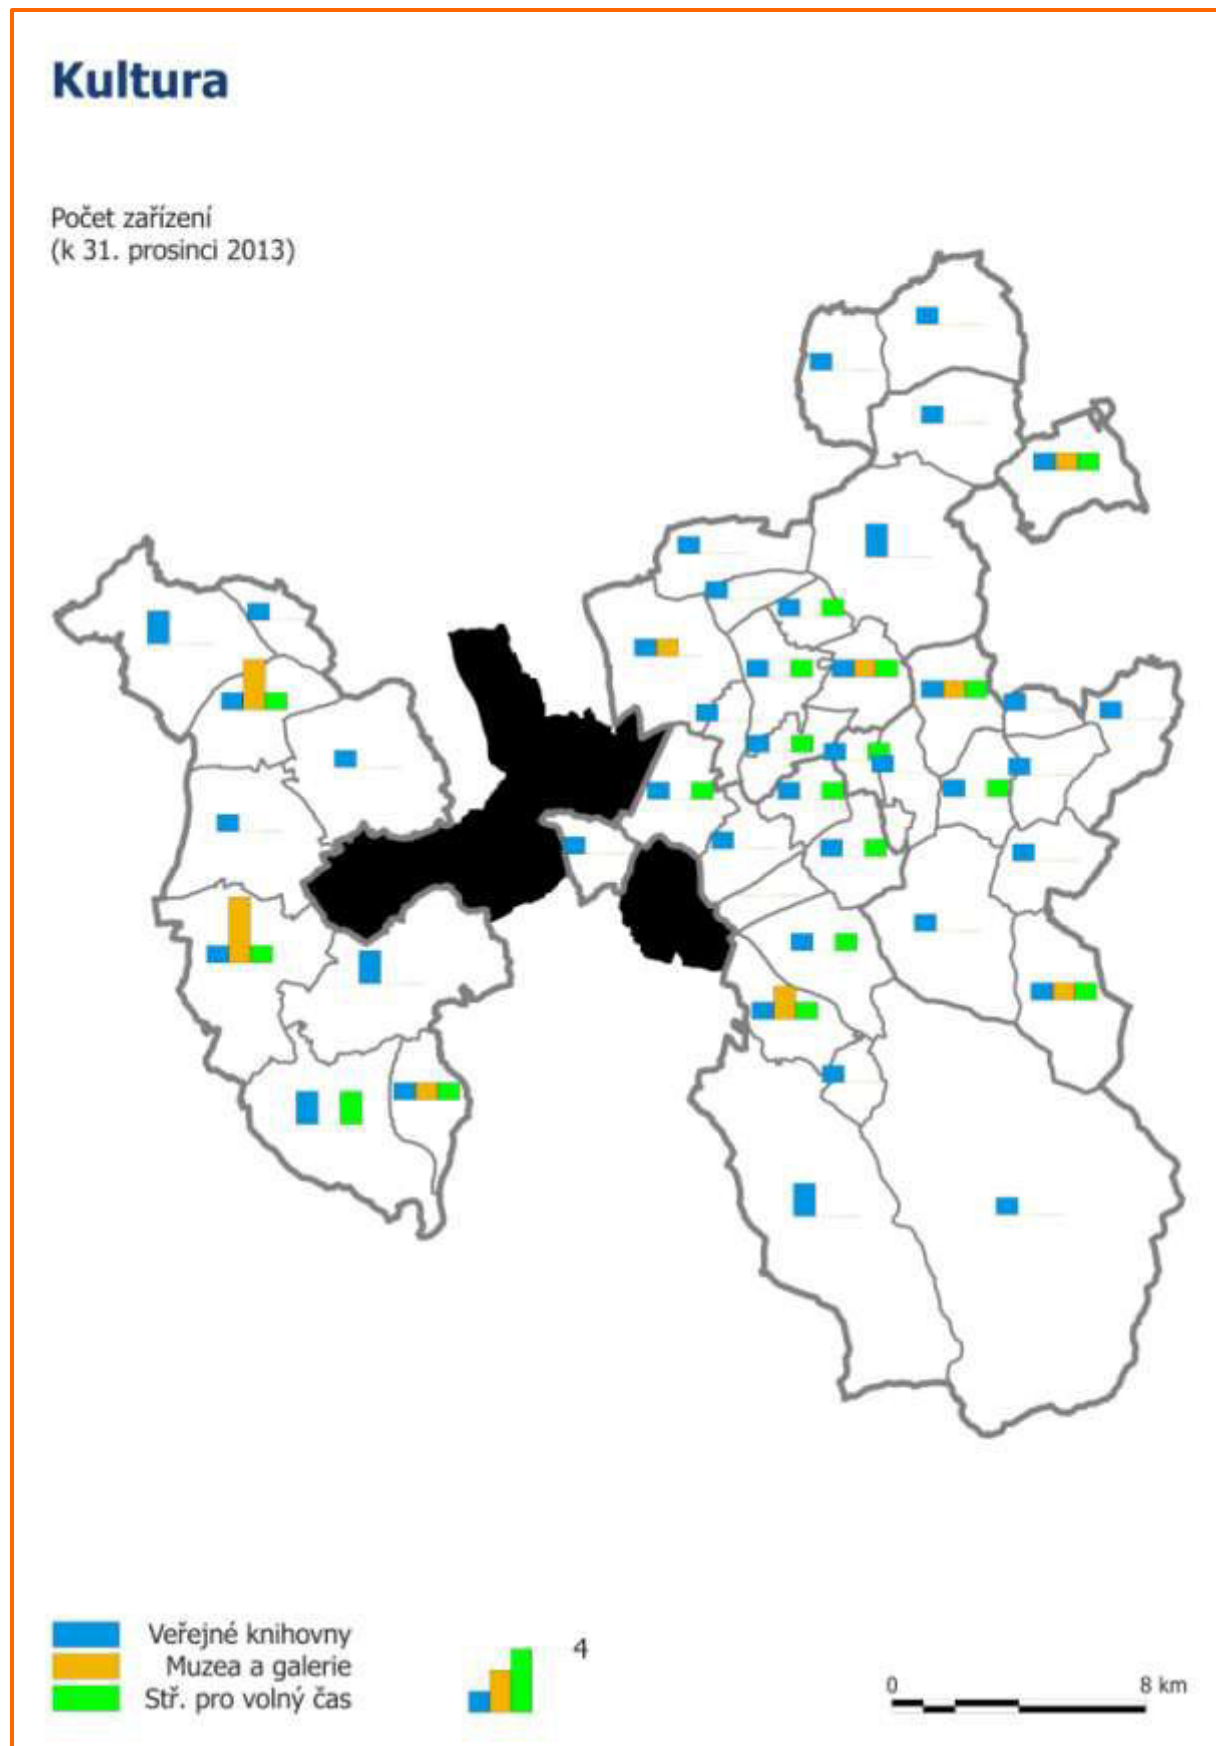 Kultura
Počet zařízení
(k 31. prosinci 2013)
Veřejné knihovny
Muzea a galerie
Stř. pro volný čas
4
0 8 km